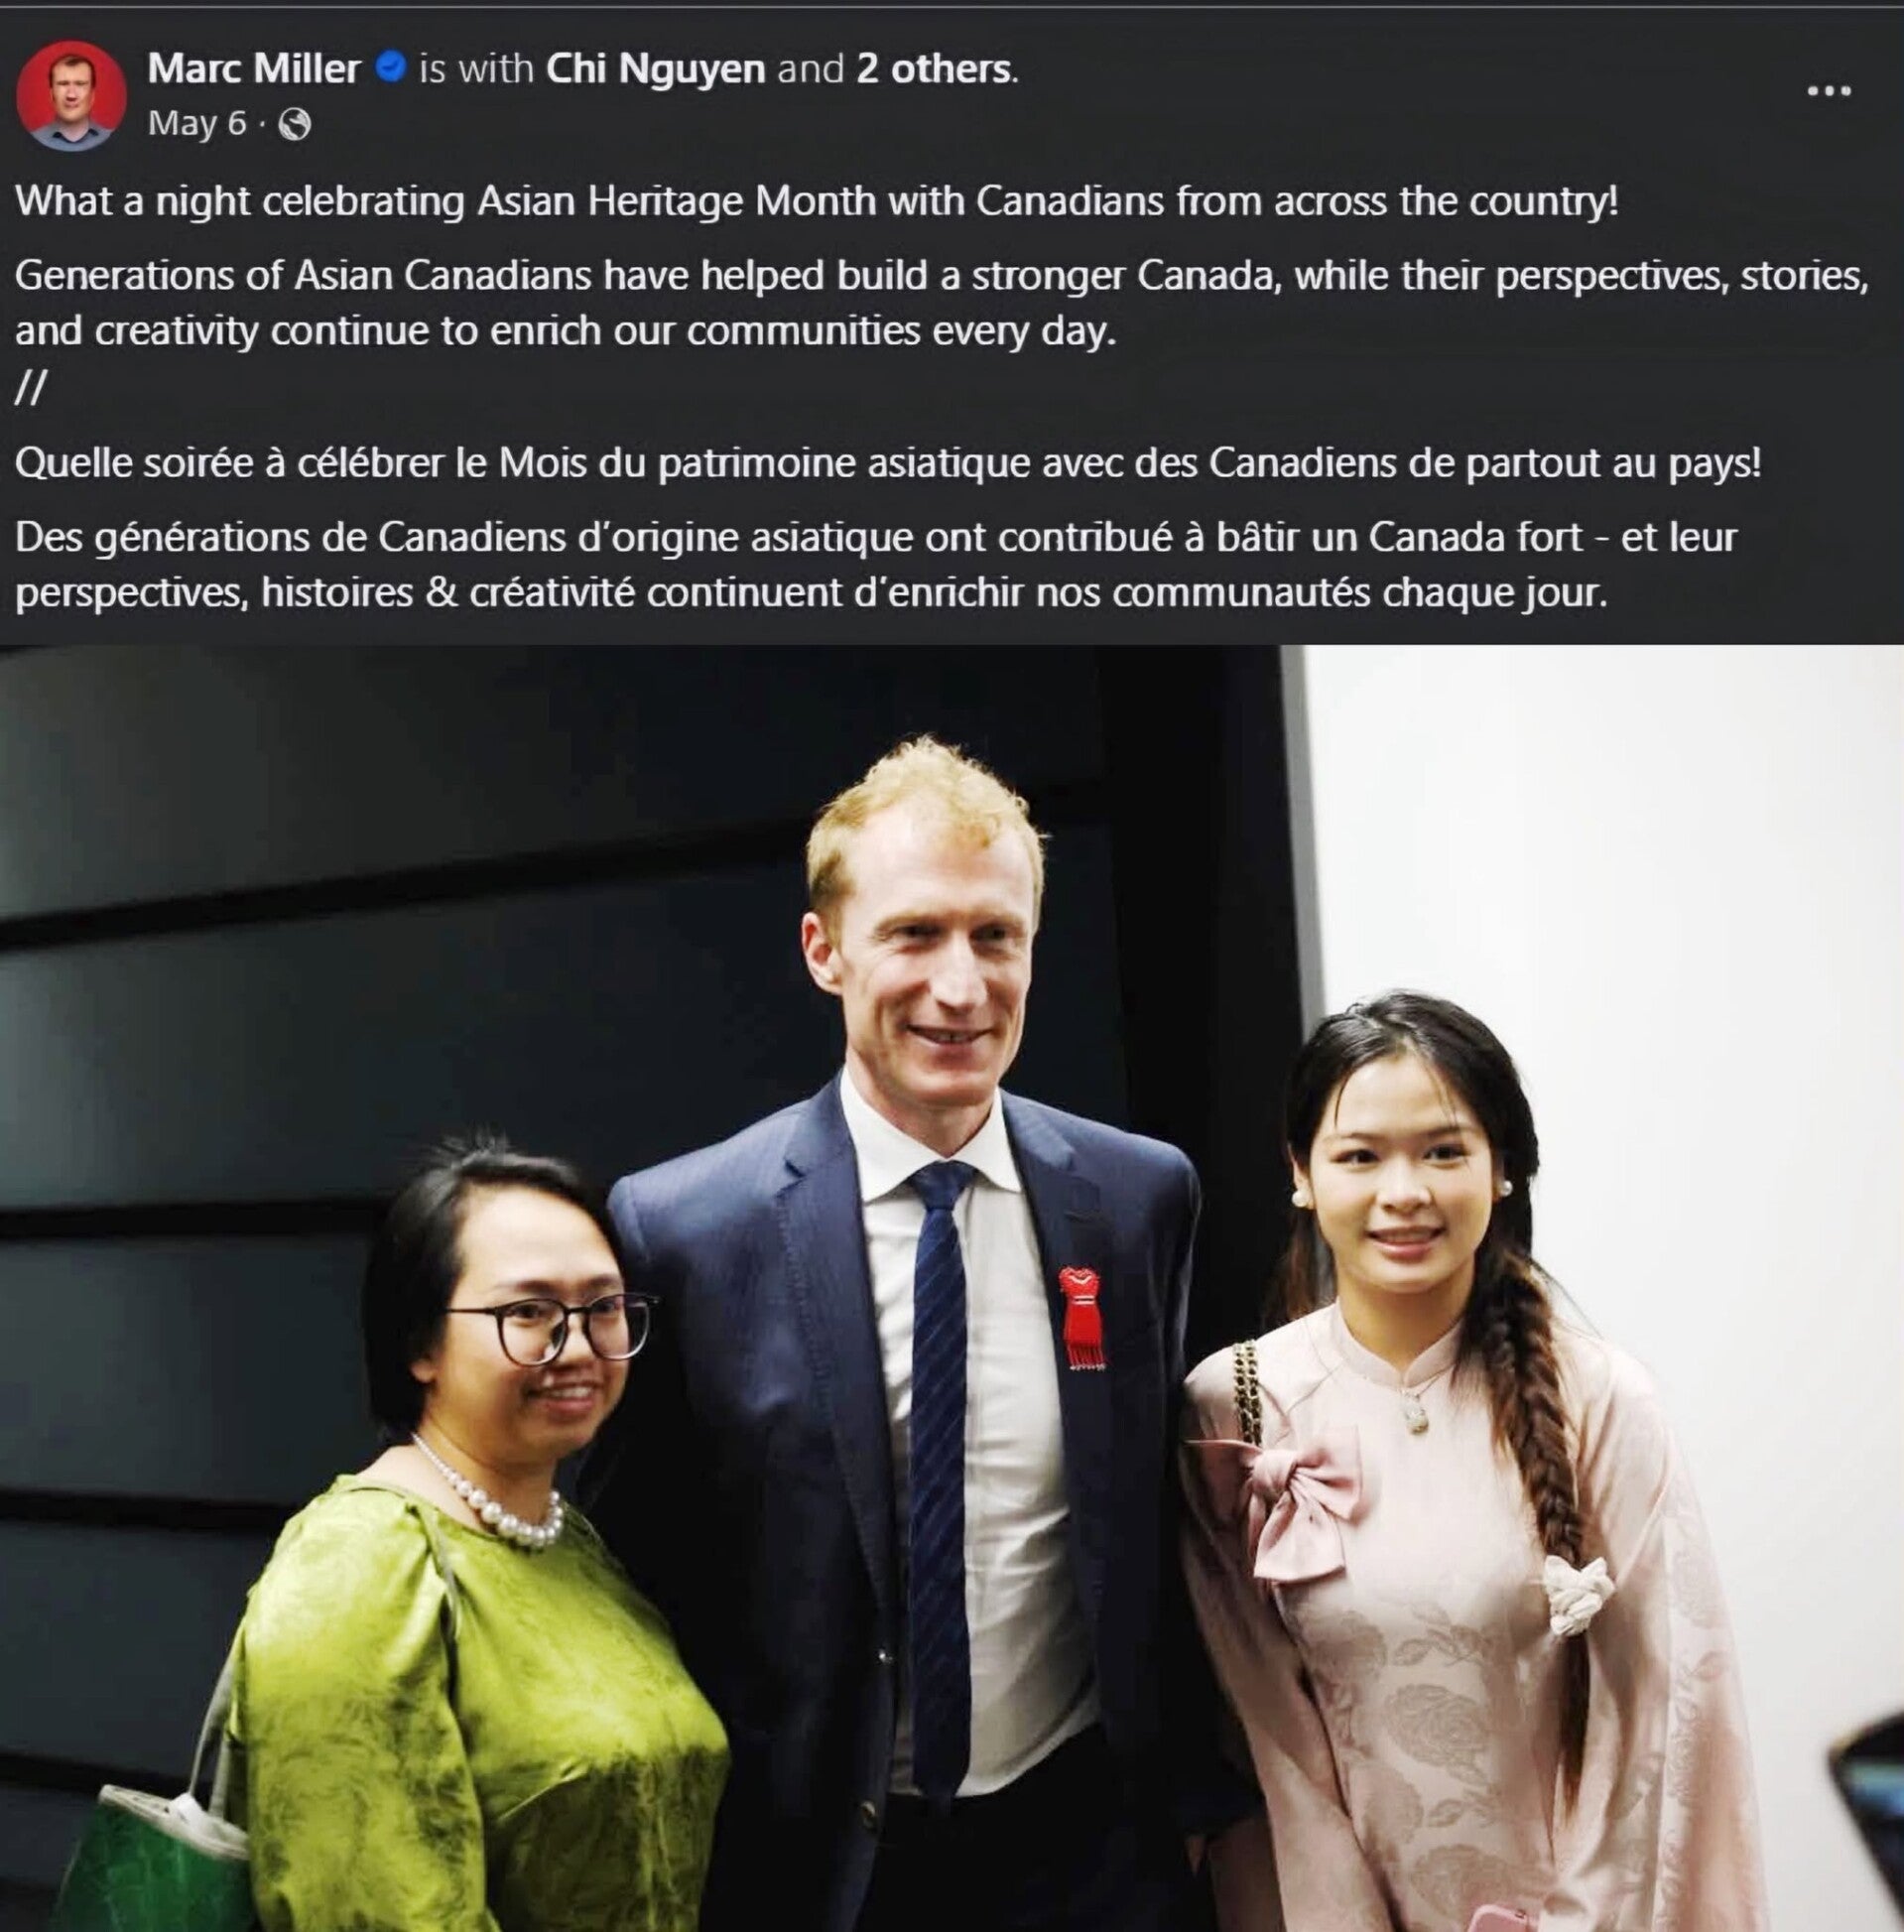 Marc Miller is with Chi Nguyen and 2 others.
May 6 ·
What a night celebrating Asian Heritage Month with Canadians from across the country!
Generations of Asian Canadians have helped build a stronger Canada, while their perspectives, stories,
and creativity continue to enrich our communities every day.
//
Quelle soirée à célébrer le Mois du patrimoine asiatique avec des Canadiens de partout au pays!
Des générations de Canadiens d’origine asiatique ont contribué à bâtir un Canada fort - et leur
perspectives, histoires & créativité continuent d’enrichir nos communautés chaque jour.